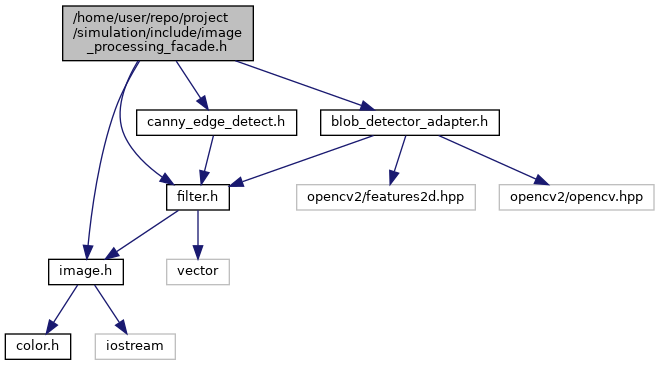 /home/user/repo/project
/simulation/include/image
_processing_facade.h
canny_edge_detect.h
blob_detector_adapter.h
filter.h
opencv2/features2d.hpp
opencv2/opencv.hpp
image.h
vector
color.h
iostream